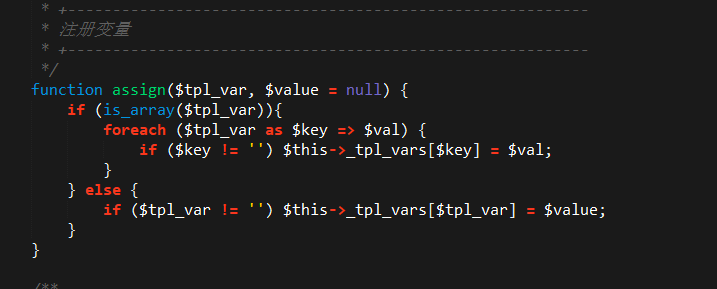 * +----------------------------------------------------------
* 注册变量
* +----------------------------------------------------------
*/
function assign($tpl_var, $value = null) {
if (is_array($tpl_var)){
foreach ($tpl_var as $key => $val) {
if ($key != '') $this->_tpl_vars[$key] = $val;
}
} else {
if ($tpl_var != '') $this->_tpl_vars[$tpl_var] = $value;
}
}
/**